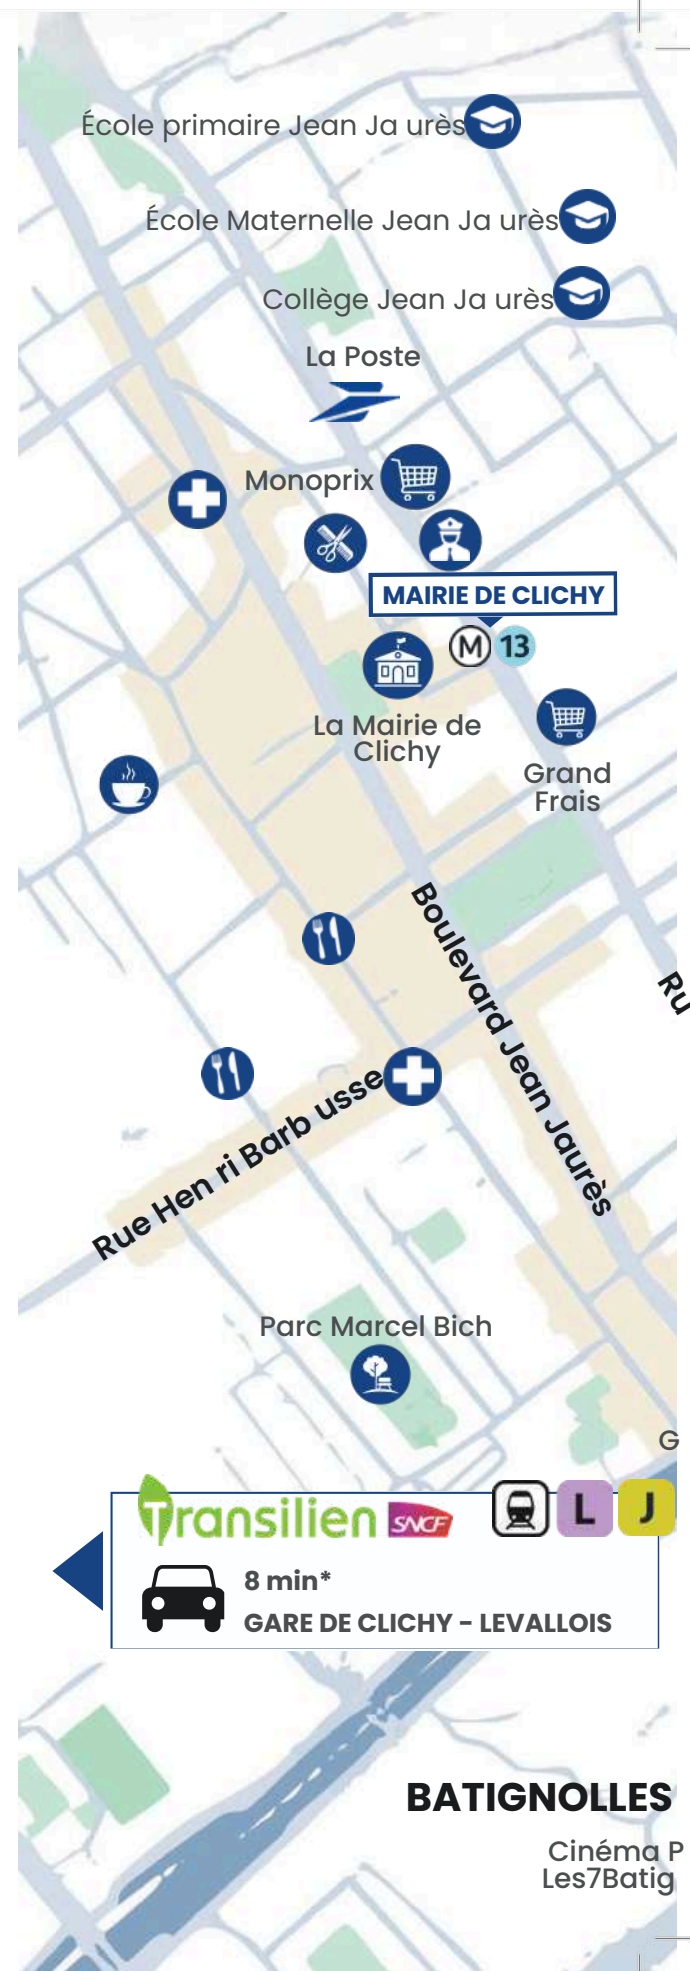 École primaire Jean Ja urès
École Maternelle Jean Ja urès
Collège Jean Ja urès
La Poste
Monoprix
MAIRIE DE CLICHY
M 13
La Mairie de
Clichy
Grand
Frais
Boulevard Jean Jaurès
Ru
Rue Hen ri Barb usse
Parc Marcel Bich
G
Transilien SNCF L J
8 min*
GARE DE CLICHY - LEVALLOIS
BATIGNOLLES
Cinéma P
Les7Batig